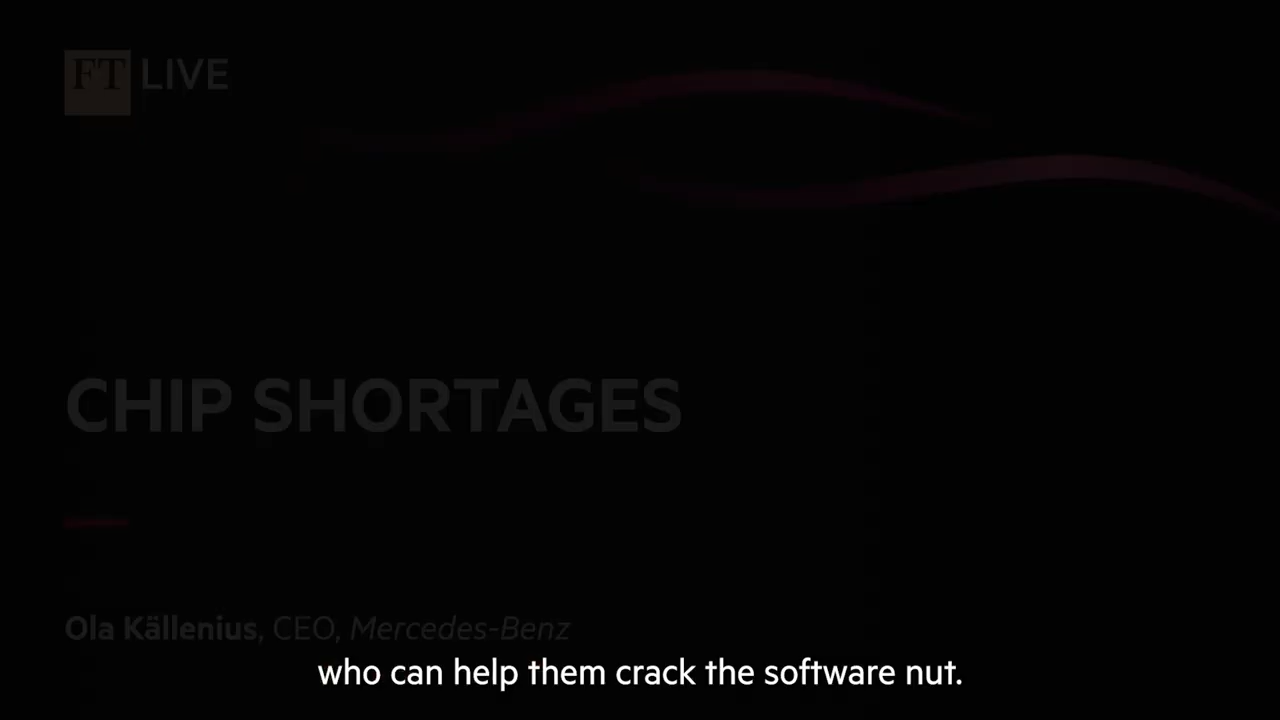 FT LIVE
CHIP SHORTAGES
Ola Källenius, CEO, Mercedes-Benz
who can help them crack the software nut.